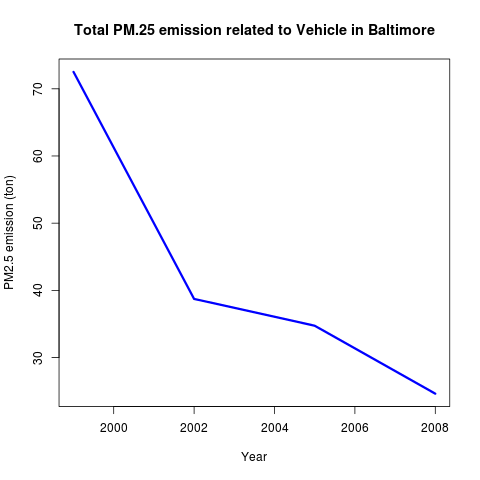 Total PM.25 emission related to Vehicle in Baltimore
PM2.5 emission (ton)
70
60
50
40
30
2000 2002 2004 2006 2008
Year